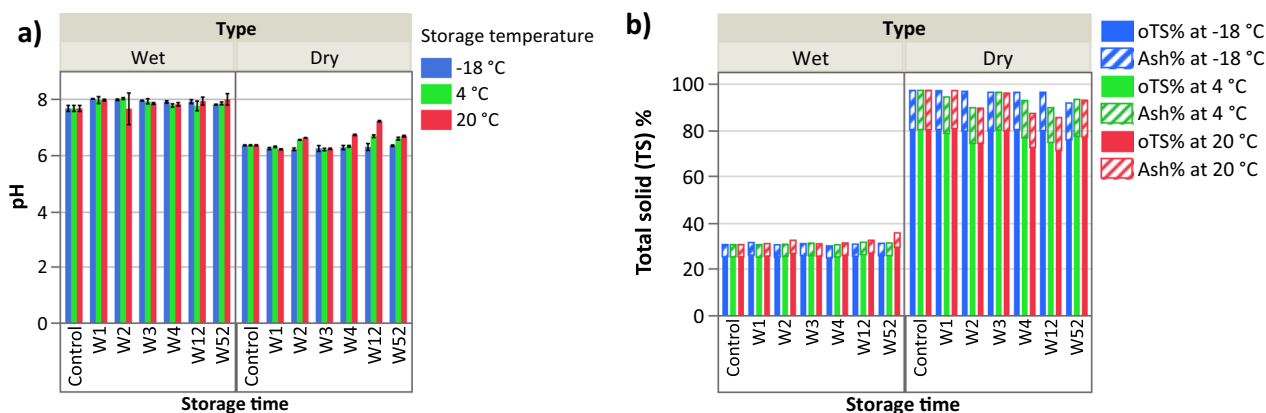 a)
Type
Wet Dry
Storage temperature
-18 °C
4 °C
20 °C
pH
8
6
4
2
0
Control W1 W2 W3 W4 W12 W52 Control W1 W2 W3 W4 W12 W52
Storage time
b)
Type
Wet Dry
oTS% at -18 °C
Ash% at -18 °C
oTS% at 4 °C
Ash% at 4 °C
oTS% at 20 °C
Ash% at 20 °C
Total solid (TS) %
100
80
60
40
20
0
Control W1 W2 W3 W4 W12 W52 Control W1 W2 W3 W4 W12 W52
Storage time